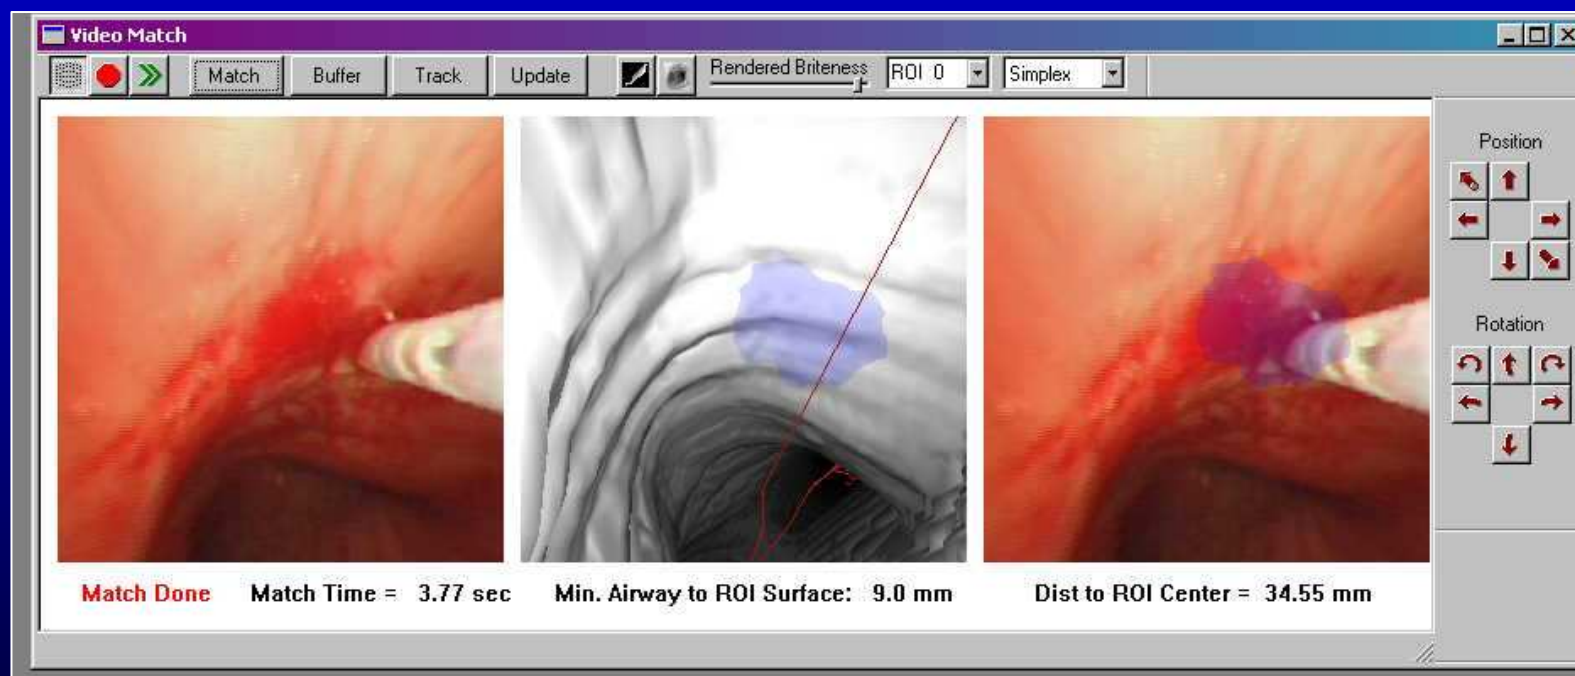 Video Match
Match Buffer Track Update Rendered Briteness ROI 0 Simplex
Position
Rotation
Match Done Match Time = 3.77 sec Min. Airway to ROI Surface: 9.0 mm Dist to ROI Center = 34.55 mm